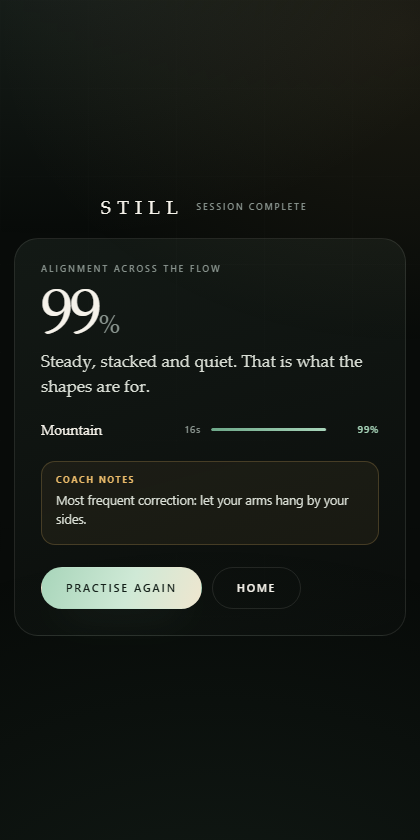 STILL SESSION COMPLETE
ALIGNMENT ACROSS THE FLOW
99%
Steady, stacked and quiet. That is what the
shapes are for.
Mountain 16s 99%
COACH NOTES
Most frequent correction: let your arms hang by your
sides.
PRACTISE AGAIN HOME